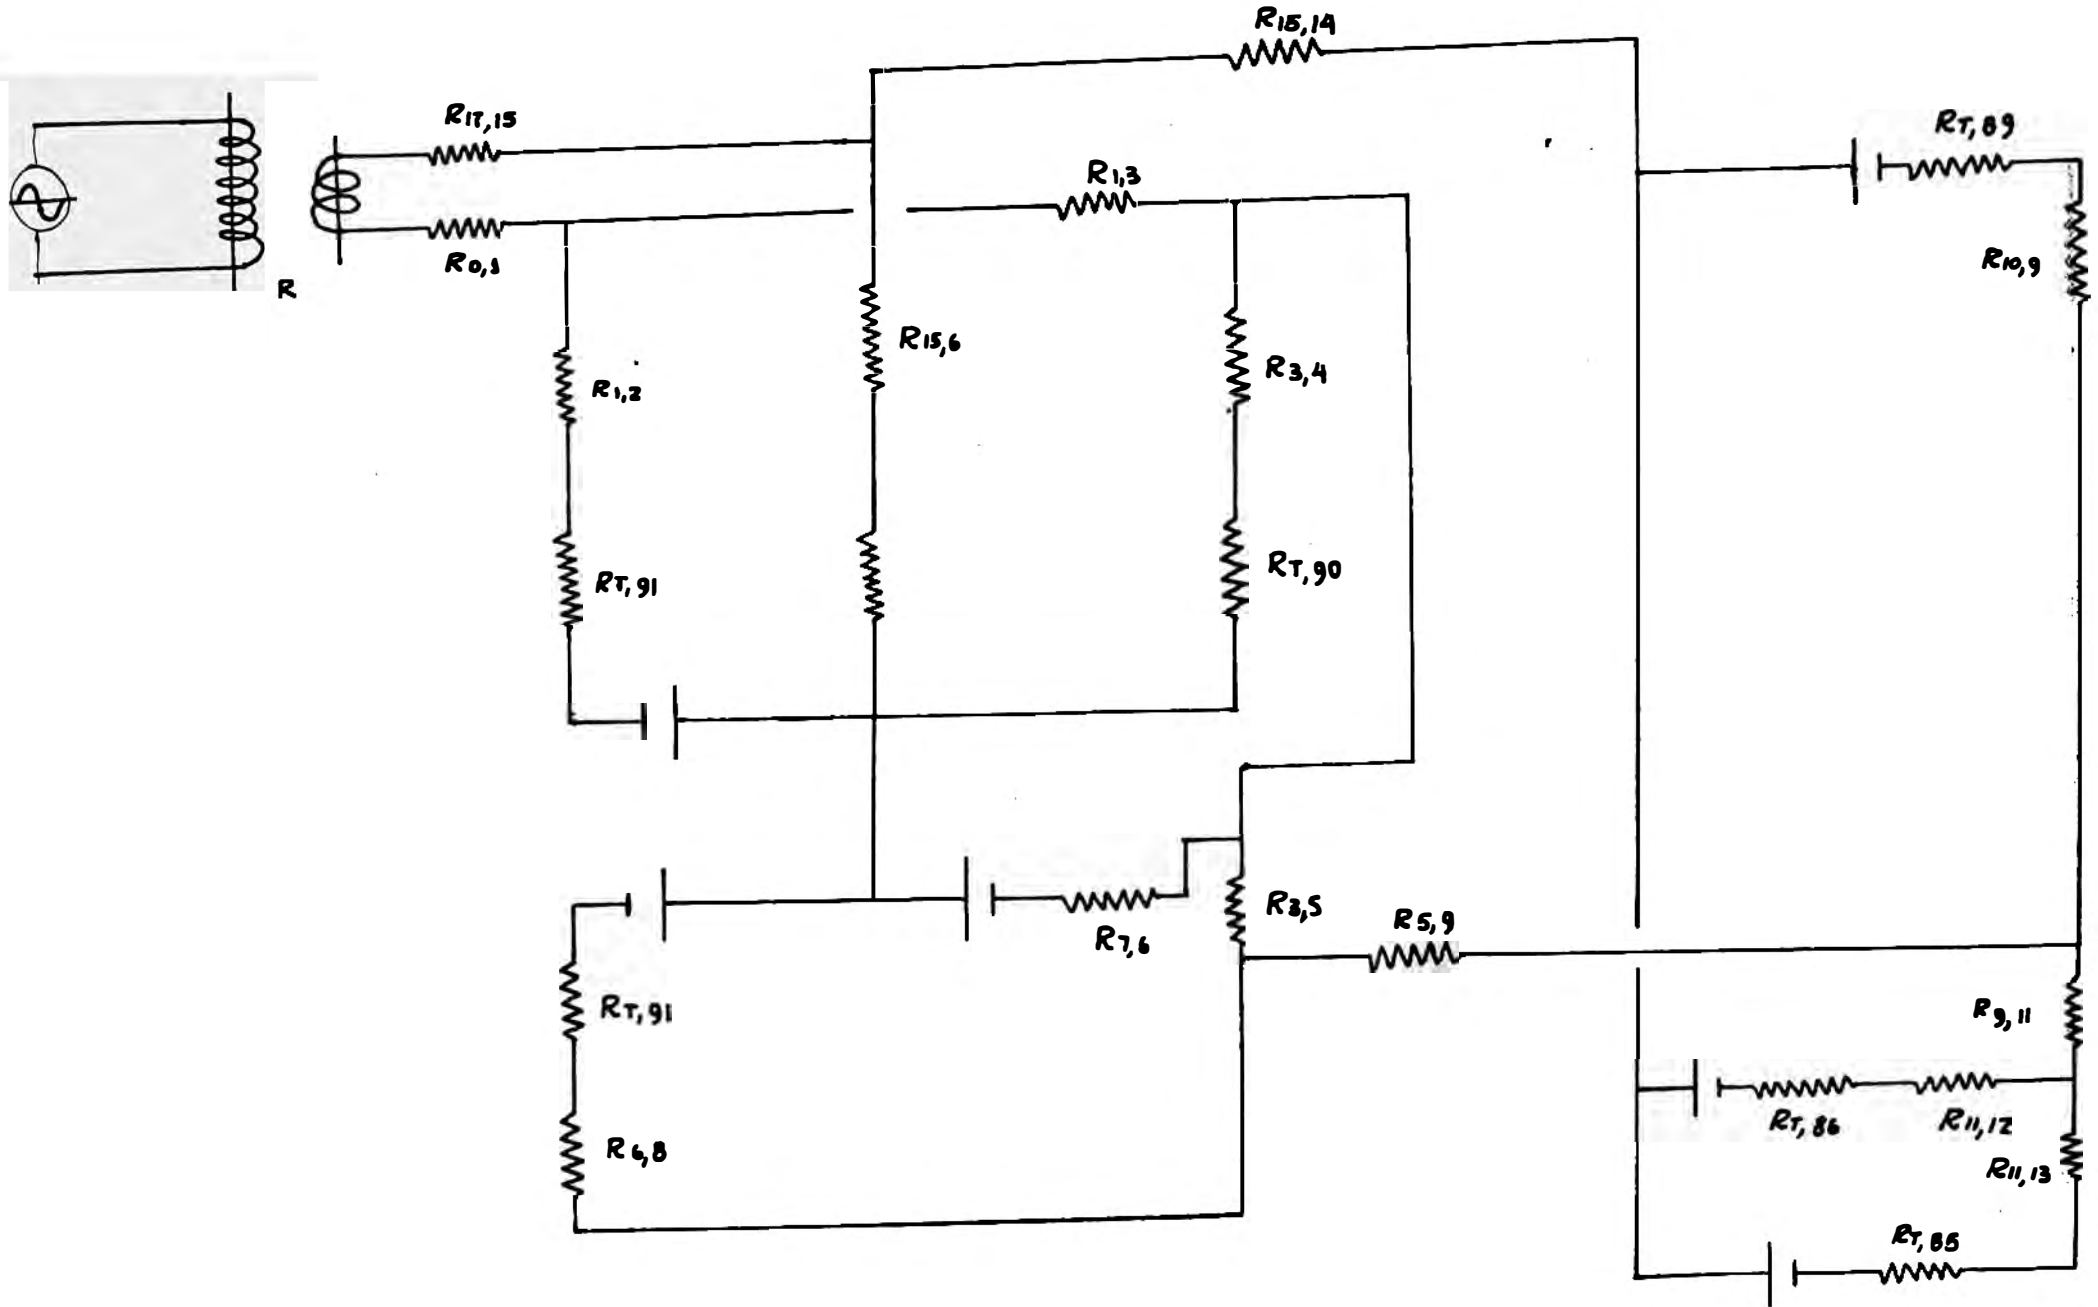 R15,14
R17,15
RT,89
R1,3
R10,9
R0,1
R
R15,6
R3,4
R1,2
RT,90
RT,91
R3,5
R5,9
R7,6
RT,91
R9,11
RT,86
R11,12
R6,8
R11,13
RT,85